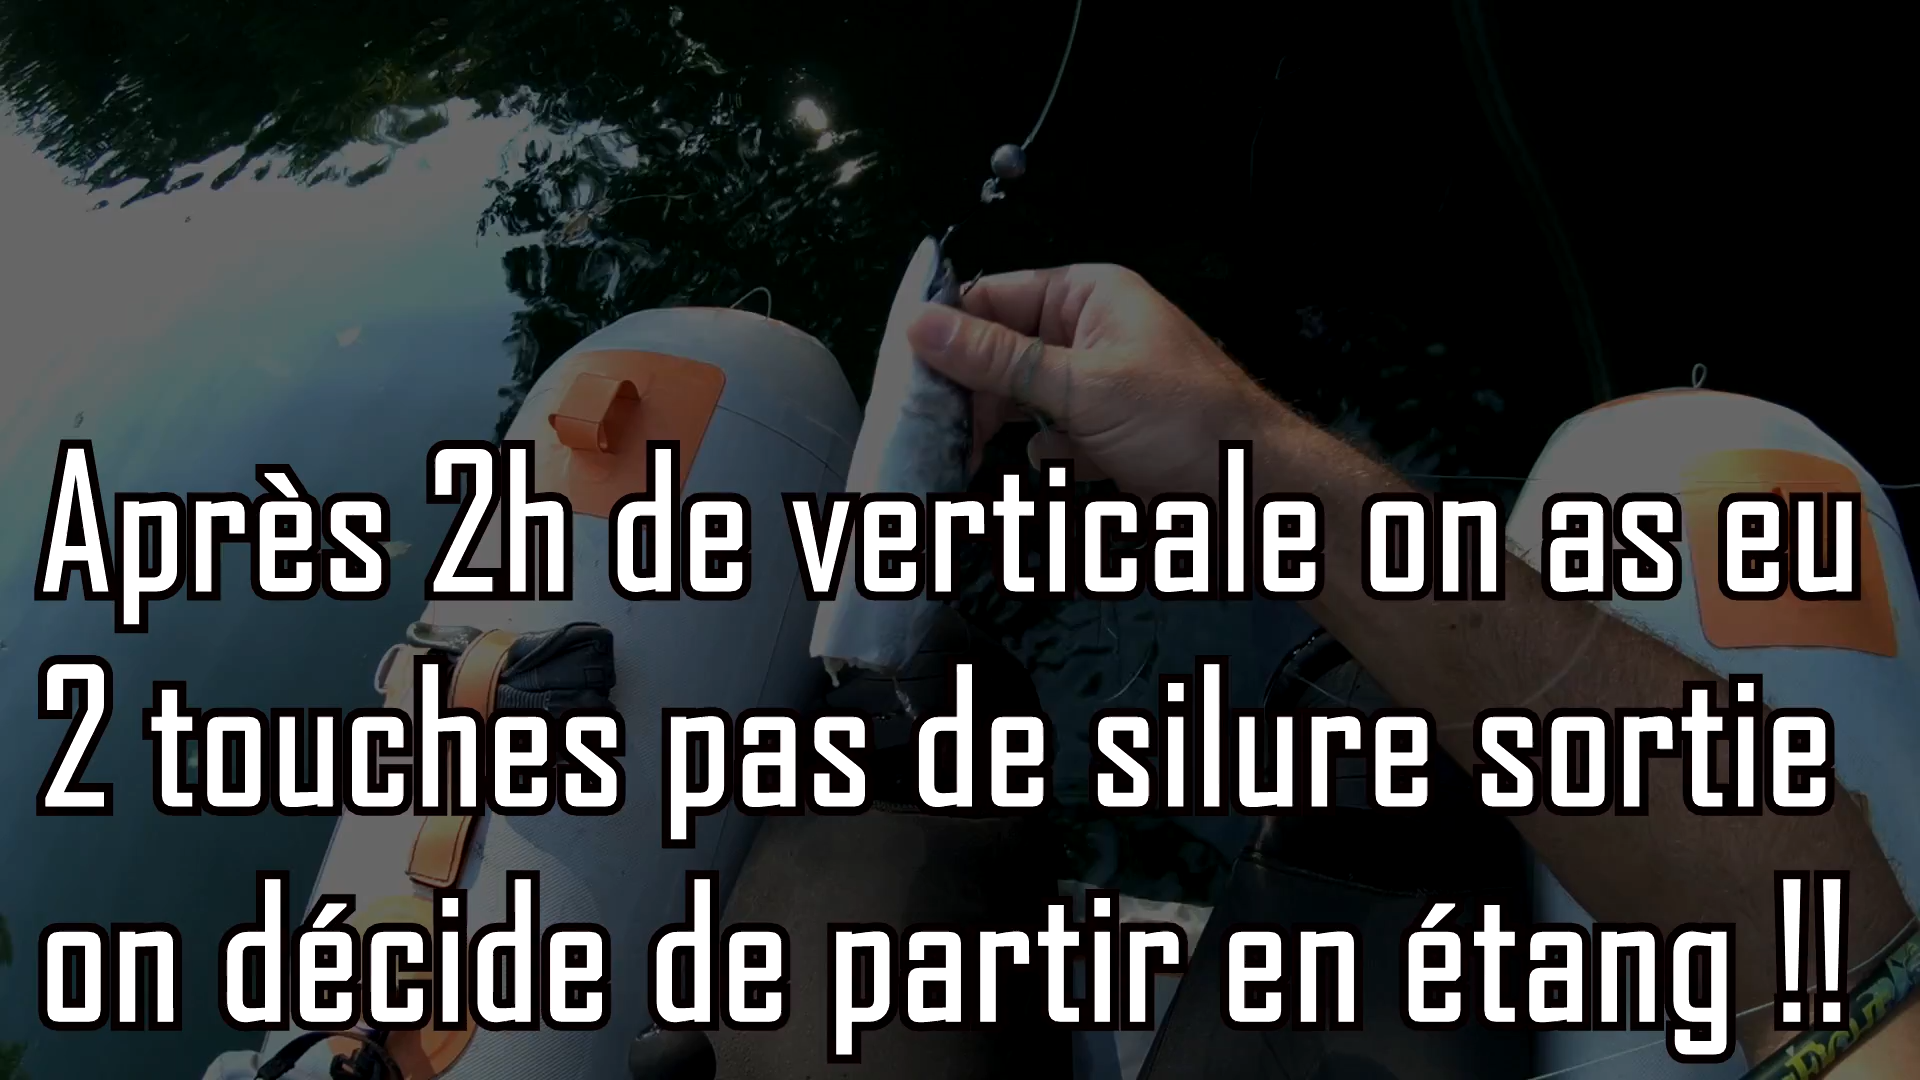 Après 2h de verticale on as eu
2 touches pas de silure sortie
on décide de partir en étang !!